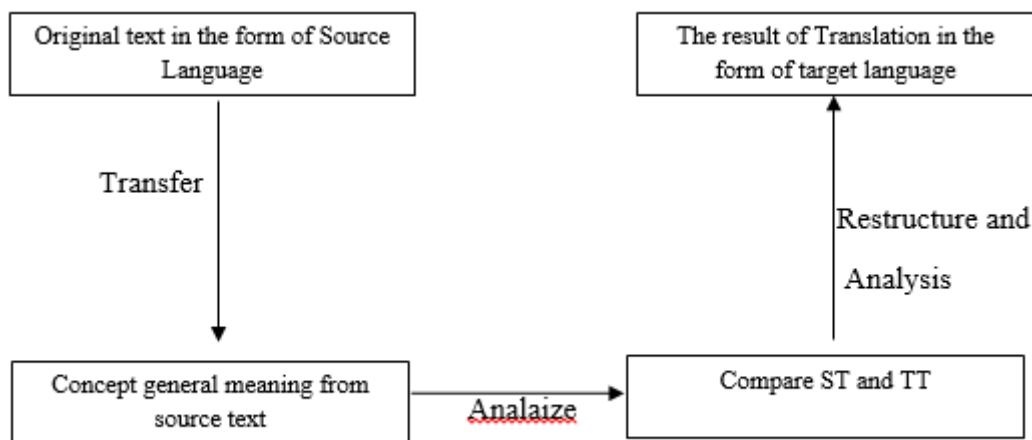 Original text in the form of Source
Language
The result of Translation in the
form of target language
Transfer
Restructure and
Analysis
Concept general meaning from
source text
Analaize
Compare ST and TT